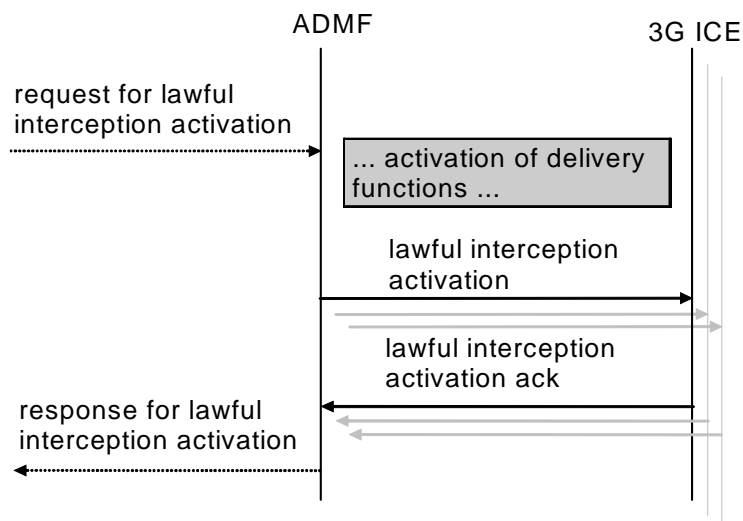 ADMF
3G ICE
request for lawful
interception activation
... activation of delivery
functions ...
lawful interception
activation
lawful interception
activation ack
response for lawful
interception activation